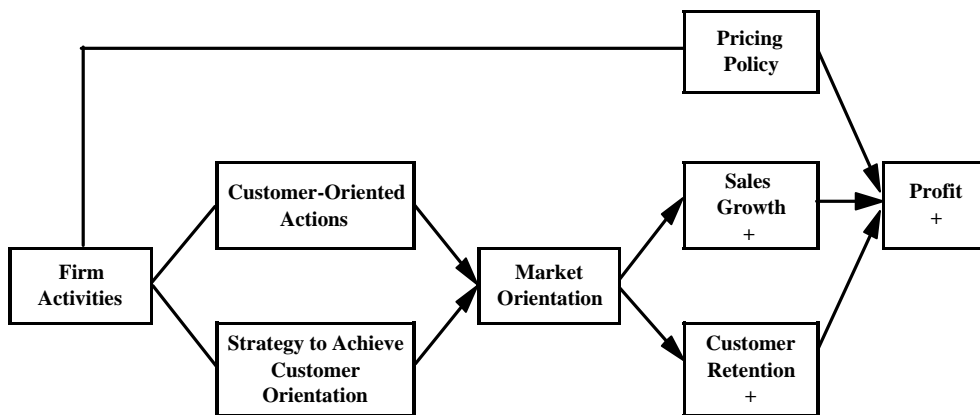 Pricing
Policy
Customer-Oriented
Actions
Sales
Growth
+
Profit
+
Firm
Activities
Market
Orientation
Strategy to Achieve
Customer
Orientation
Customer
Retention
+